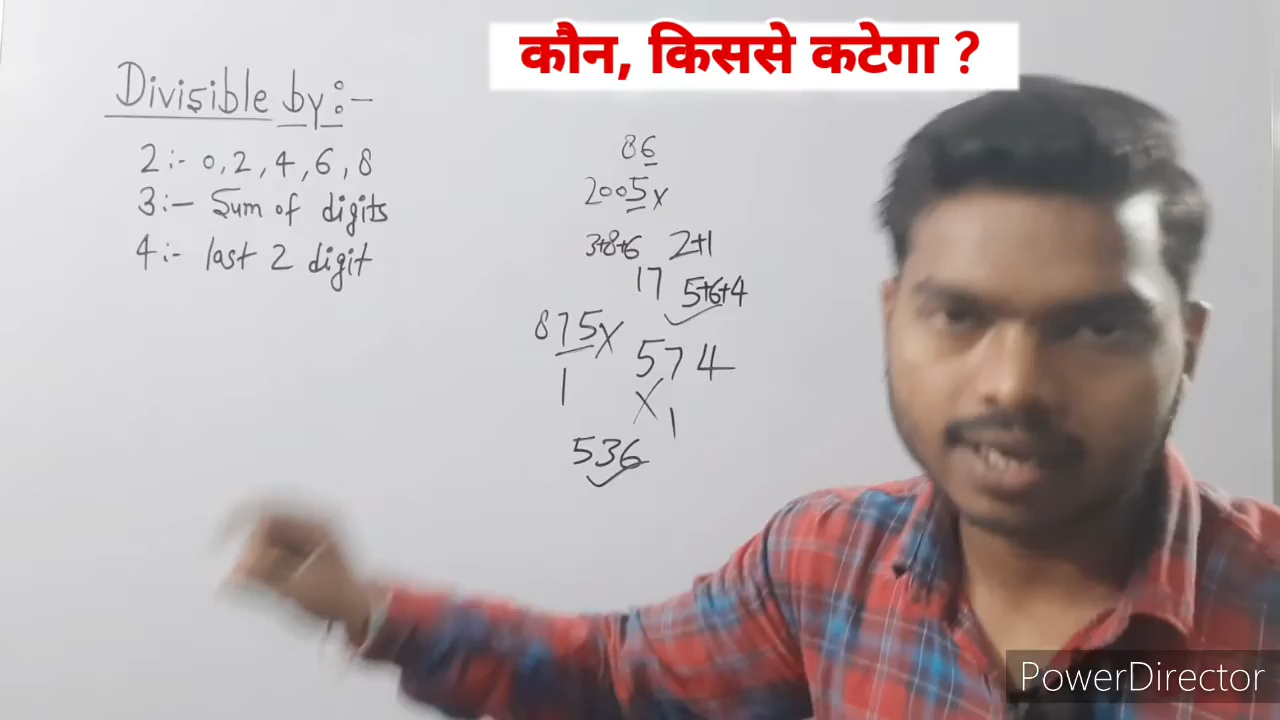 कौन, किससे कटेगा ?
Divisible by:-
2:- 0, 2, 4, 6, 8
3:- Sum of digits
4:- last 2 digit
86
2005x
3+8+6 2+1
17 5+6+4
875x 574
1 x
1
536
PowerDirector